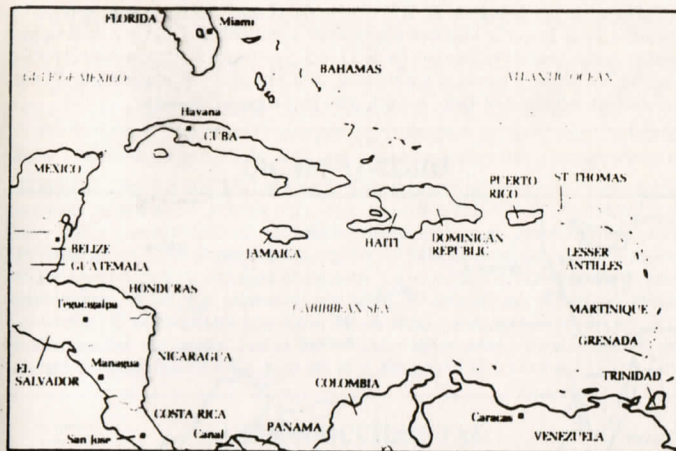 FLORIDA
Miami
GULF OF MEXICO
BAHAMAS
ATLANTIC OCEAN
Havana
CUBA
MEXICO
PUERTO
RICO
ST THOMAS
BELIZE
GUATEMALA
JAMAICA
HAITI
DOMINICAN
REPUBLIC
LESSER
ANTILLES
HONDURAS
Tegucigalpa
CARIBBEAN SEA
MARTINIQUE
GRENADA
NICARAGUA
EL
SALVADOR
Managua
COLOMBIA
TRINIDAD
COSTA RICA
San Jose
Canal
PANAMA
Caracas
VENEZUELA